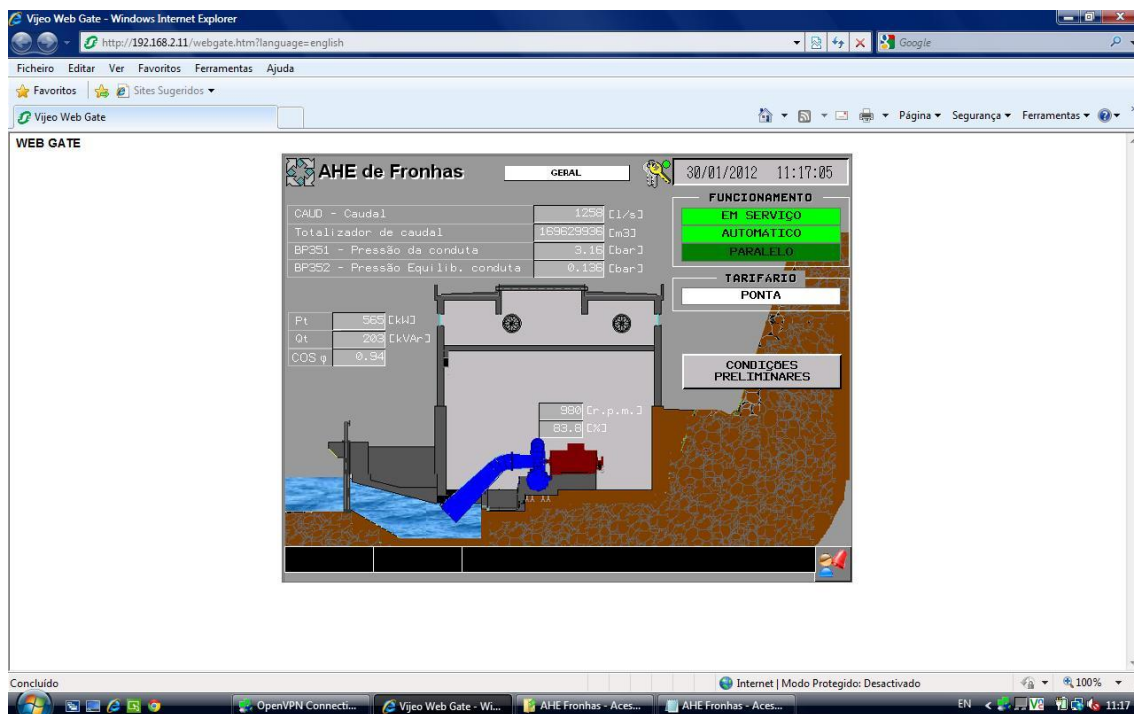 Vijeo Web Gate - Windows Internet Explorer
http://192.168.2.11/webgate.htm?language=english
Google
Ficheiro Editar Ver Favoritos Ferramentas Ajuda
Favoritos Sites Sugeridos
Vijeo Web Gate
Página Segurança Ferramentas
WEB GATE
AHE de Fronhas
GERAL
30/01/2012 11:17:05
FUNCIONAMENTO
EM SERVIÇO
AUTOMATICO
PARALELO
TARIFÁRIO
PONTA
CONDIÇÕES
PRELIMINARES
CAUD - Caudal 1258 [l/s]
Totalizador de caudal 169629936 [m3]
BP351 - Pressão da conduta 3.16 [bar]
BP352 - Pressão Equilib. conduta 0.136 [bar]
Pt 565 [kW]
Qt 203 [kVAr]
COS φ 0.94
980 [r.p.m.]
83.8 [%]
Concluído
Internet | Modo Protegido: Desactivado
100%
OpenVPN Connecti...
Vijeo Web Gate - Wi...
AHE Fronhas - Aces...
AHE Fronhas - Aces...
EN
11:17